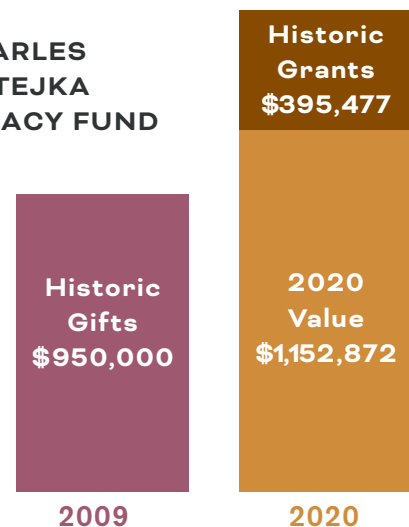 ARLES
TEJKA
ACY FUND
Historic
Grants
$395,477
Historic
Gifts
$950,000
2020
Value
$1,152,872
2009
2020